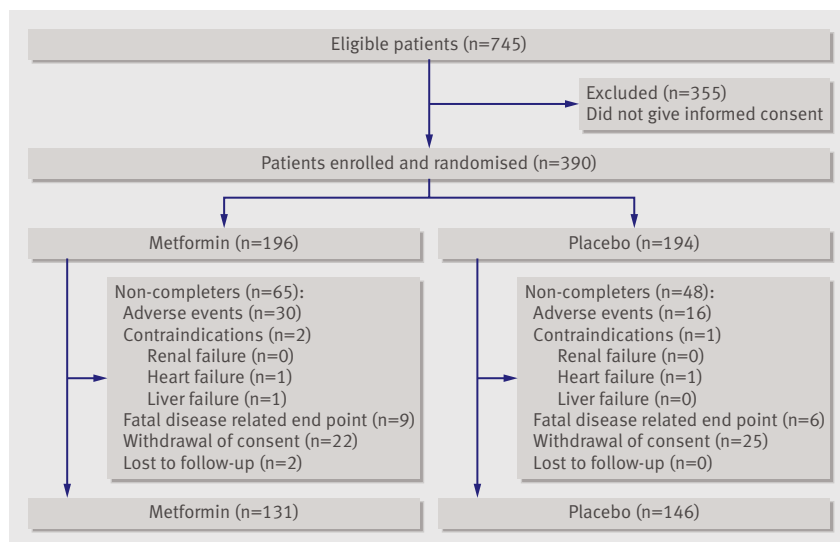 Eligible patients (n=745)
Excluded (n=355)
Did not give informed consent
Patients enrolled and randomised (n=390)
Metformin (n=196)
Placebo (n=194)
Non-completers (n=65):
Adverse events (n=30)
Contraindications (n=2)
Renal failure (n=0)
Heart failure (n=1)
Liver failure (n=1)
Fatal disease related end point (n=9)
Withdrawal of consent (n=22)
Lost to follow-up (n=2)
Non-completers (n=48):
Adverse events (n=16)
Contraindications (n=1)
Renal failure (n=0)
Heart failure (n=1)
Liver failure (n=0)
Fatal disease related end point (n=6)
Withdrawal of consent (n=25)
Lost to follow-up (n=0)
Metformin (n=131)
Placebo (n=146)